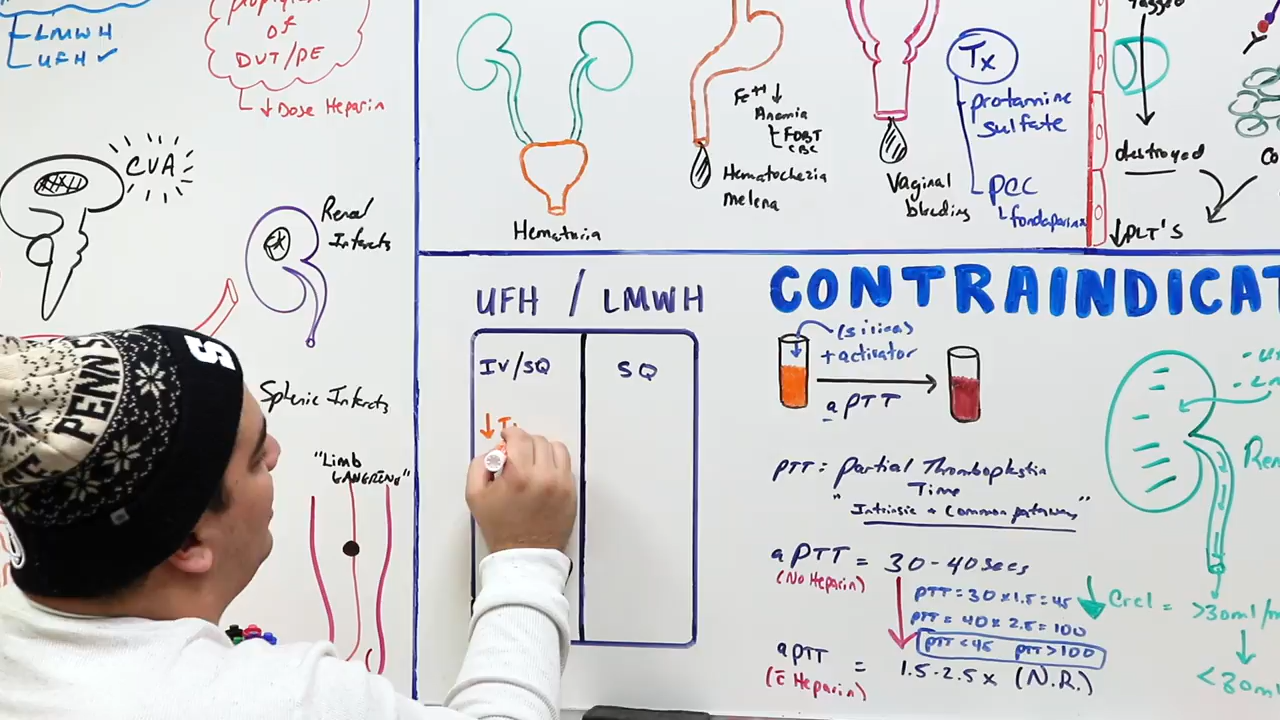 LMWH
UFH ✓
of
DVT/PE
↓ Dose Heparin
CVA
Renal
Infarcts
Splenic Infarcts
"Limb
GANGRENE"
PENN S
S
Hematuria
Fe++ ↓
Anemia
FOBT
CBC
Hematochezia
melena
Vaginal
bleeding
Tx
protamine
sulfate
PCC
fondaparinux
destroyed
↓PLT'S
UFH / LMWH
IV/SQ
SQ
↓ T
CONTRAINDICAT
(silica)
+ activator
aPTT
PTT: Partial Thromboplastin
Time
"Intrinsic + Common pathway"
aPTT = 30-40secs
(No Heparin)
PTT = 30 x 1.5 = 45
PTT = 40 x 2.5 = 100
PTT < 45 PTT > 100
aPTT = 1.5-2.5x (N.R.)
(c̄ Heparin)
Ren
↓ Crcl = >30ml/m
<30ml